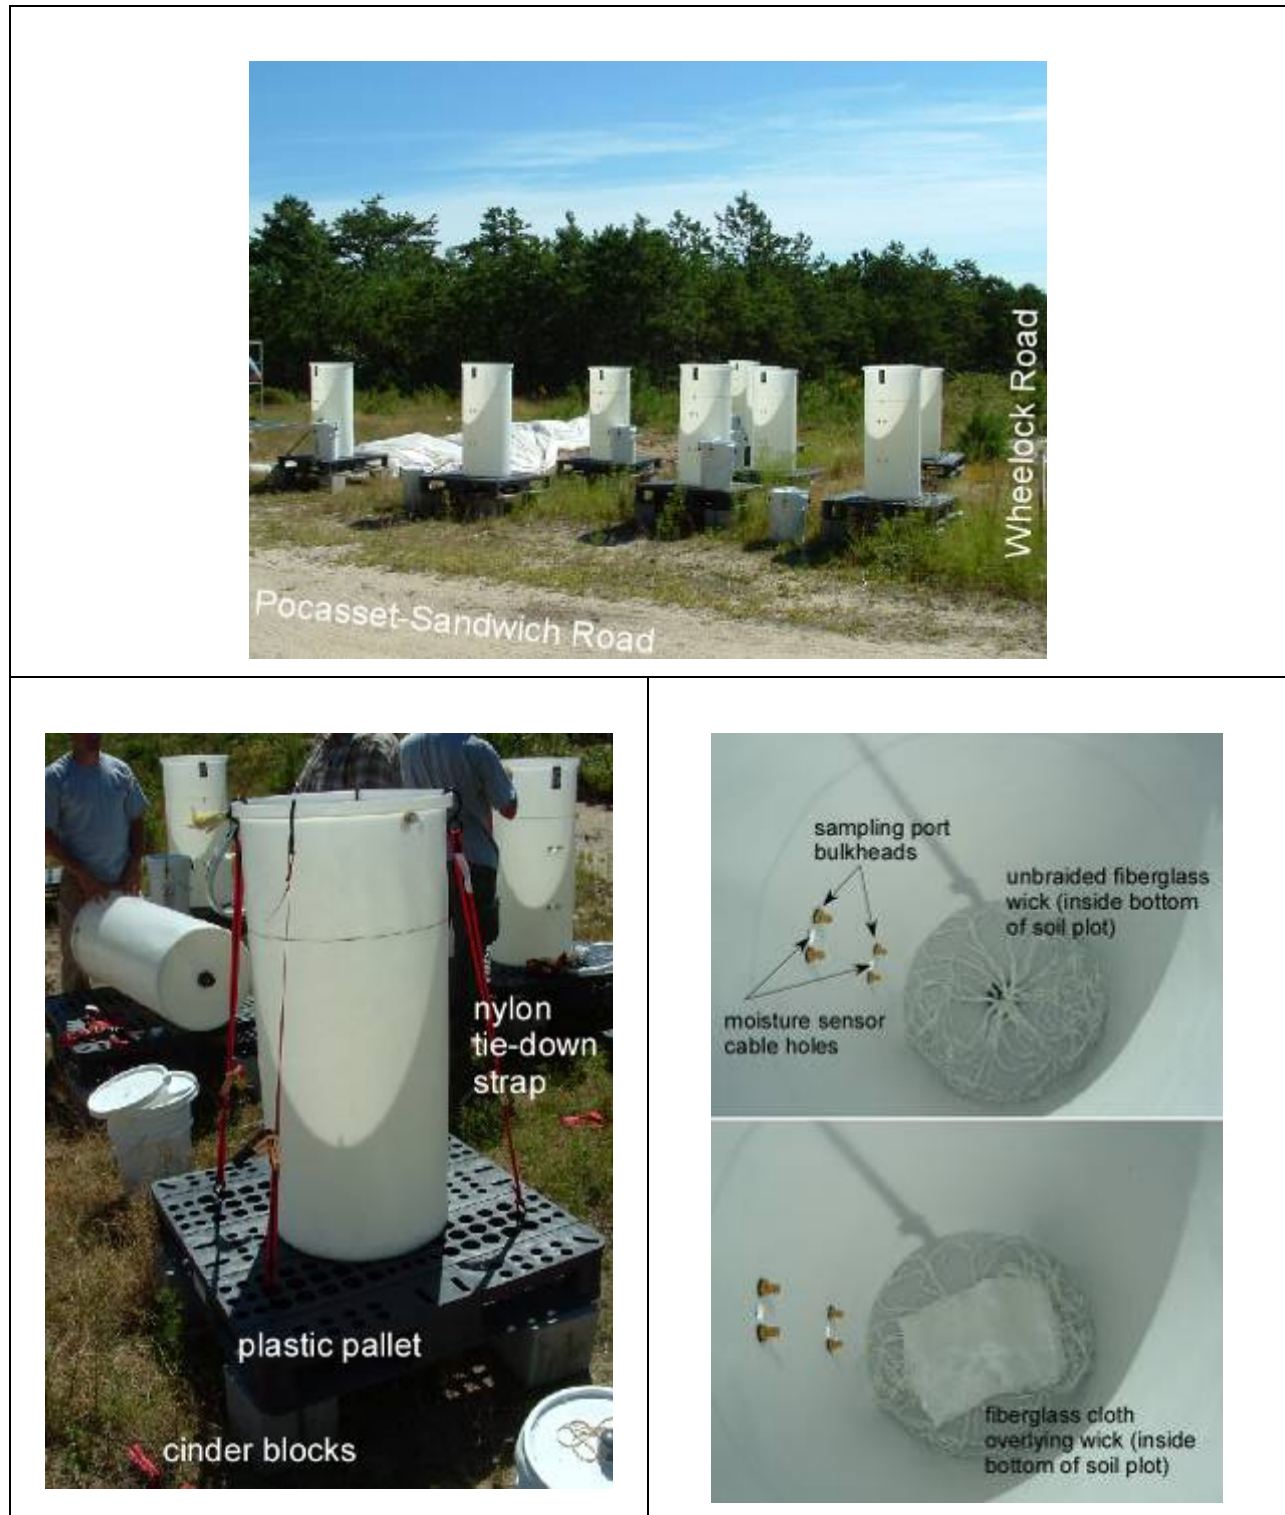 Wheelock Road
Pocasset-Sandwich Road
nylon
tie-down
strap
plastic pallet
cinder blocks
sampling port
bulkheads
unbraided fiberglass
wick (inside bottom
of soil plot)
moisture sensor
cable holes
fiberglass cloth
overlying wick (inside
bottom of soil plot)